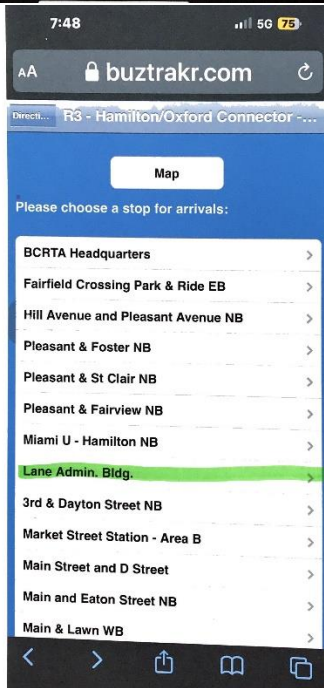 7:48 5G 75
AA buztrakr.com
Directi... R3 - Hamilton/Oxford Connector -...
Map
Please choose a stop for arrivals:
BCRTA Headquarters
Fairfield Crossing Park & Ride EB
Hill Avenue and Pleasant Avenue NB
Pleasant & Foster NB
Pleasant & St Clair NB
Pleasant & Fairview NB
Miami U - Hamilton NB
Lane Admin. Bldg.
3rd & Dayton Street NB
Market Street Station - Area B
Main Street and D Street
Main and Eaton Street NB
Main & Lawn WB